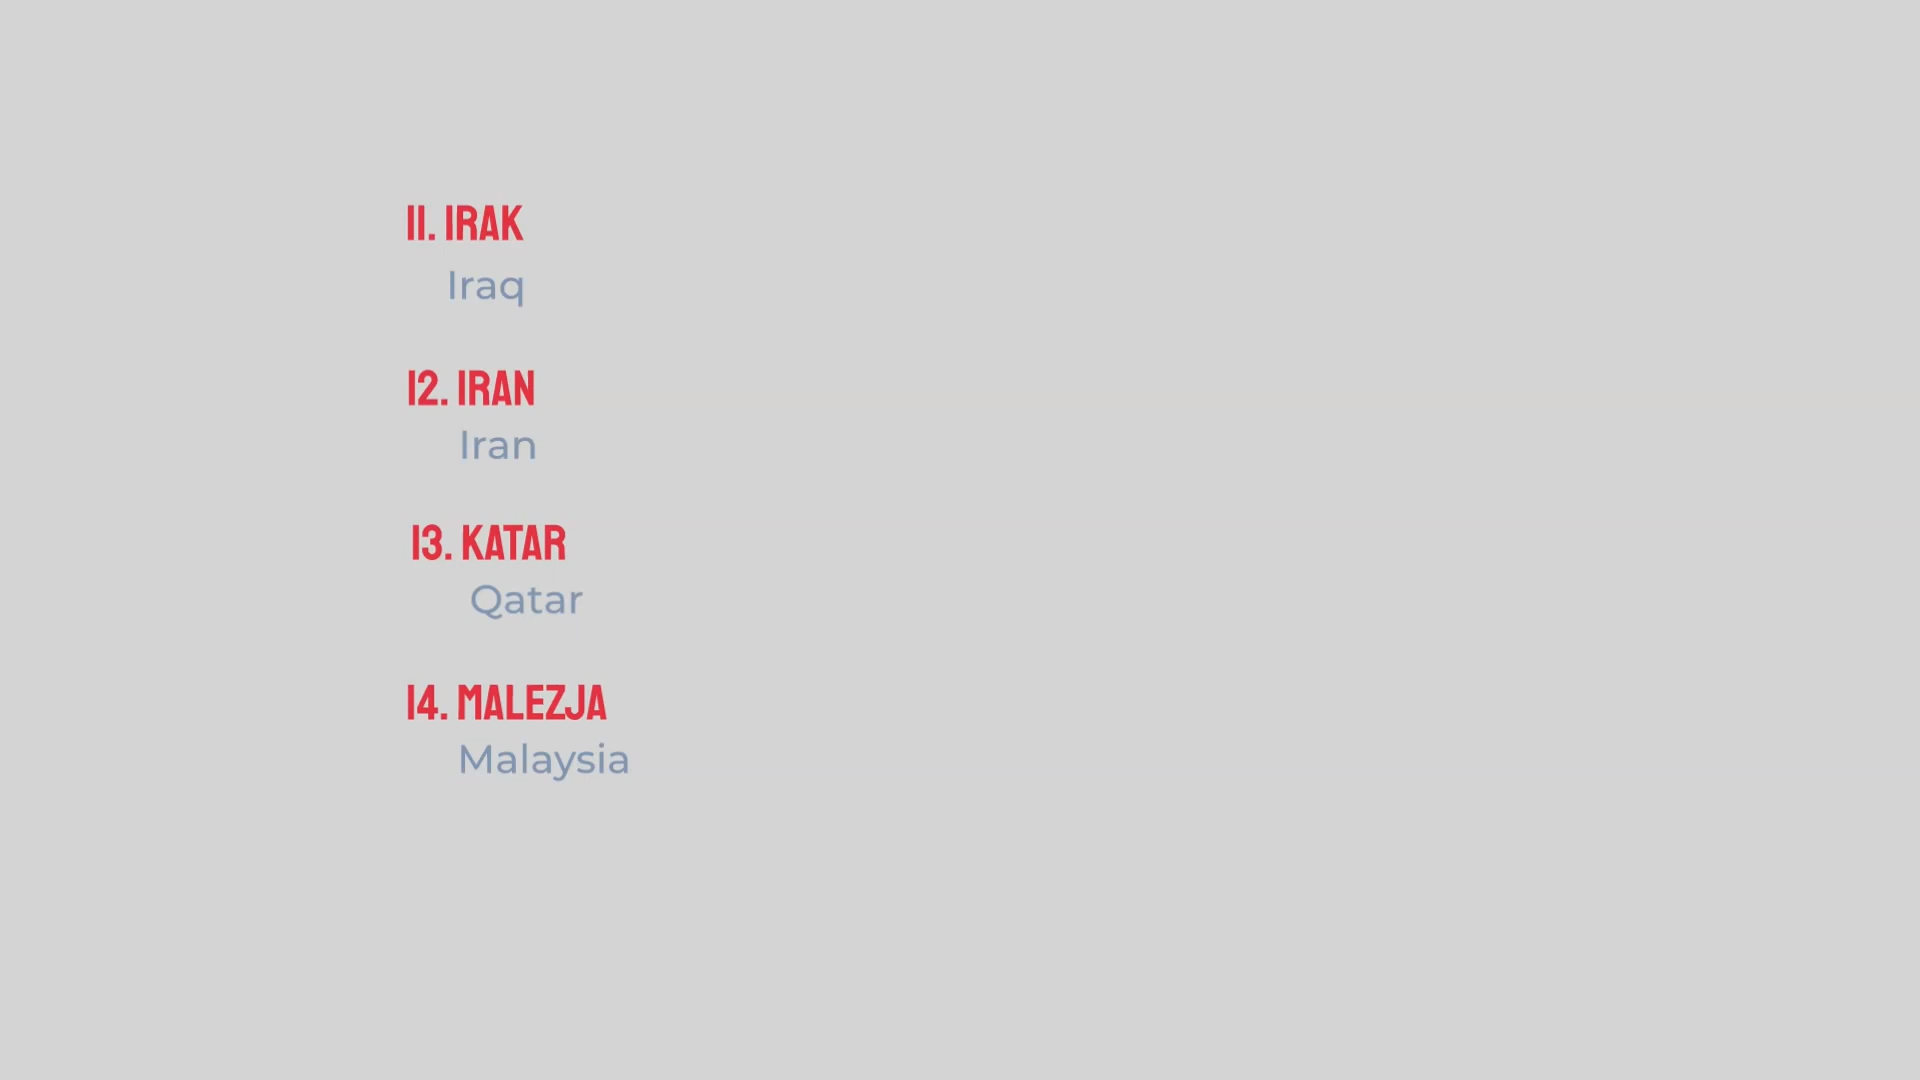 11. IRAK
Iraq
12. IRAN
Iran
13. KATAR
Qatar
14. MALEZJA
Malaysia